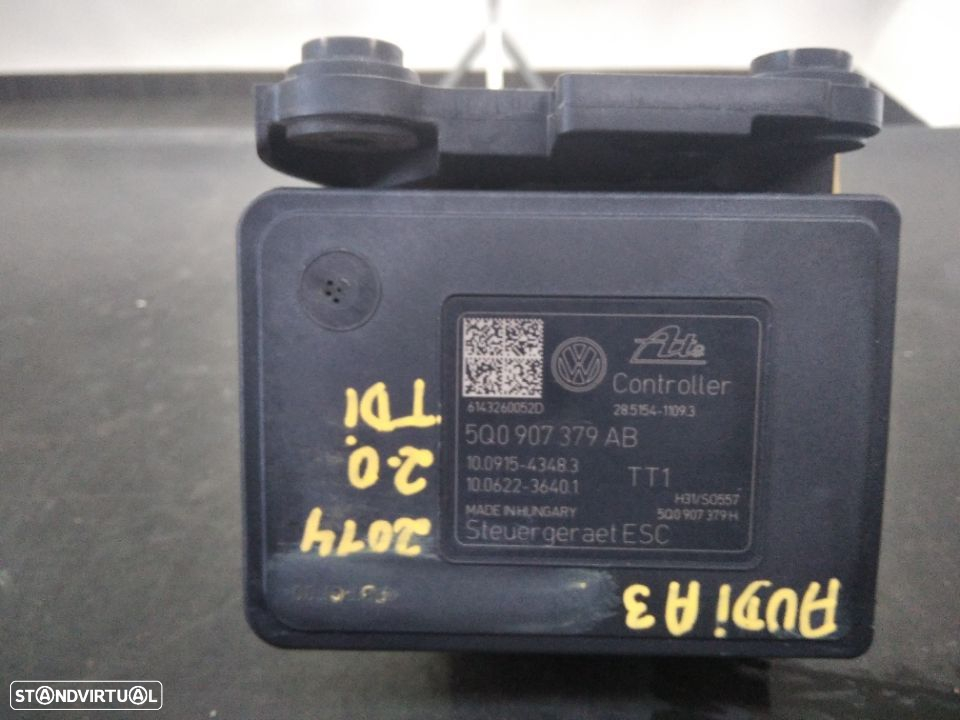 Ate
Controller
6143260052D
28.5154-1109.3
5Q0 907 379 AB
10.0915-4348.3
TT1
10.0622-3640.1
H31/S0557
MADE IN HUNGARY
5Q0 907 379 H
Steuergeraet ESC
TDI
2.0
2014
AUDI A3
STANDVIRTUAL